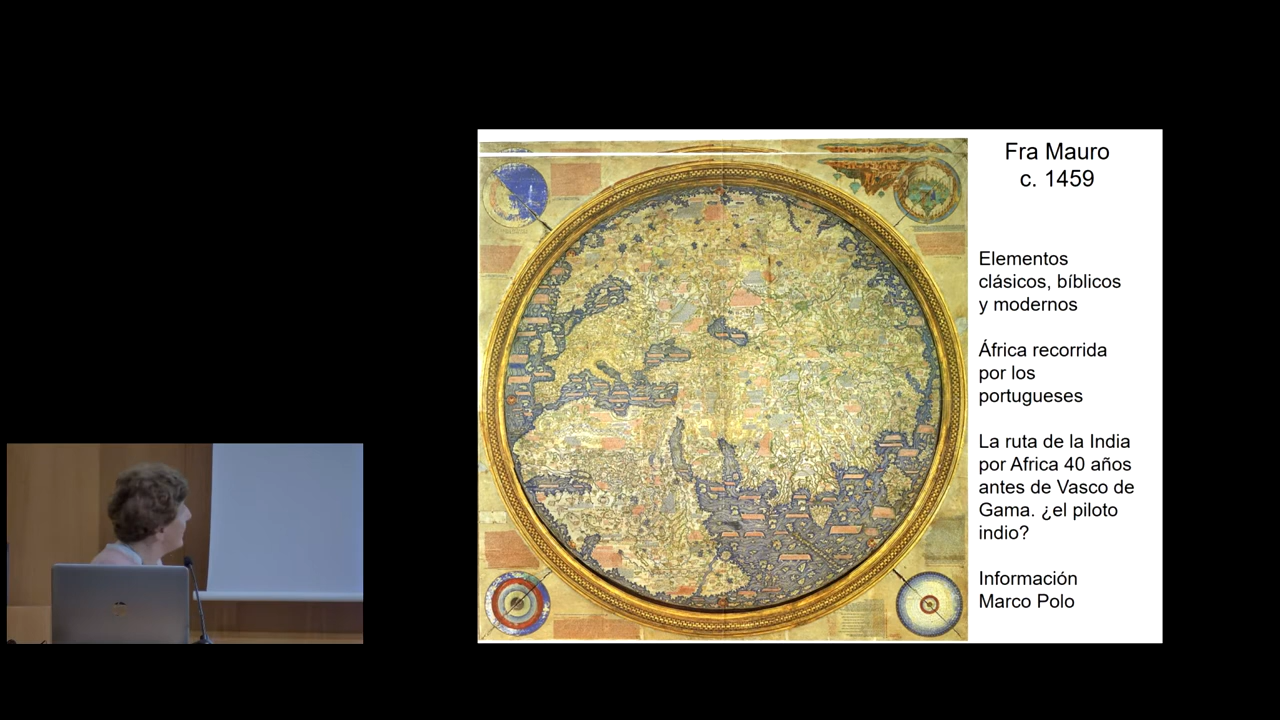 Fra Mauro
c. 1459
Elementos
clásicos, bíblicos
y modernos
África recorrida
por los
portugueses
La ruta de la India
por Africa 40 años
antes de Vasco de
Gama. ¿el piloto
indio?
Información
Marco Polo